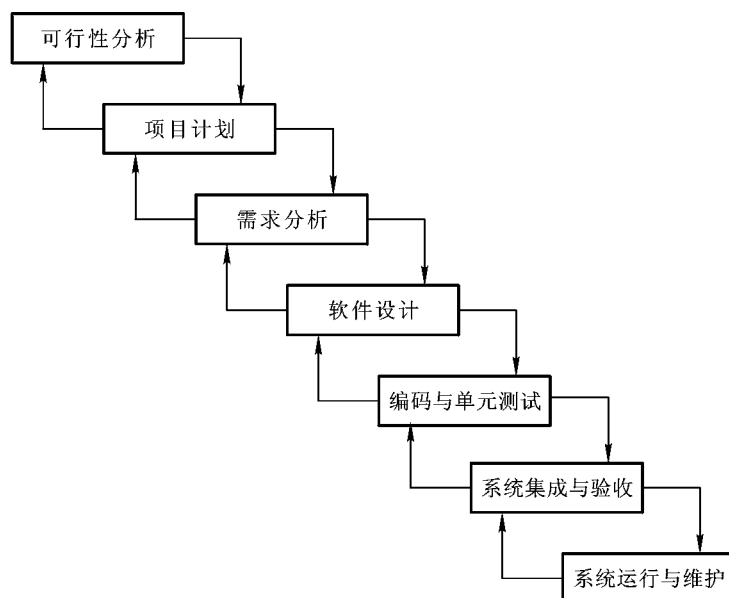 可行性分析
项目计划
需求分析
软件设计
编码与单元测试
系统集成与验收
系统运行与维护